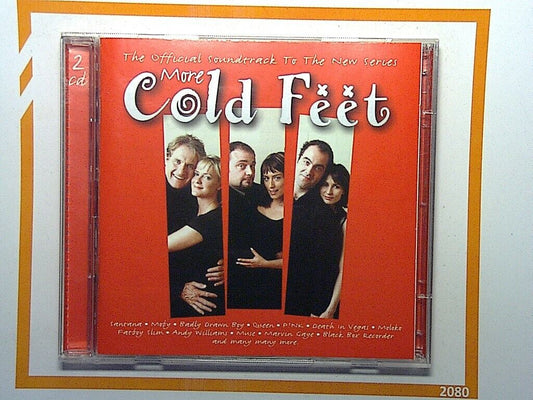 2
Cd
The Official Soundtrack To The New Series
More
Cold Fëët
Santana • Moby • Badly Drawn Boy • Queen • P!NK • Death in Vegas • Moloko
Fatboy Slim • Andy Williams • Muse • Marvin Gaye • Black Box Recorder
and many many more
2080